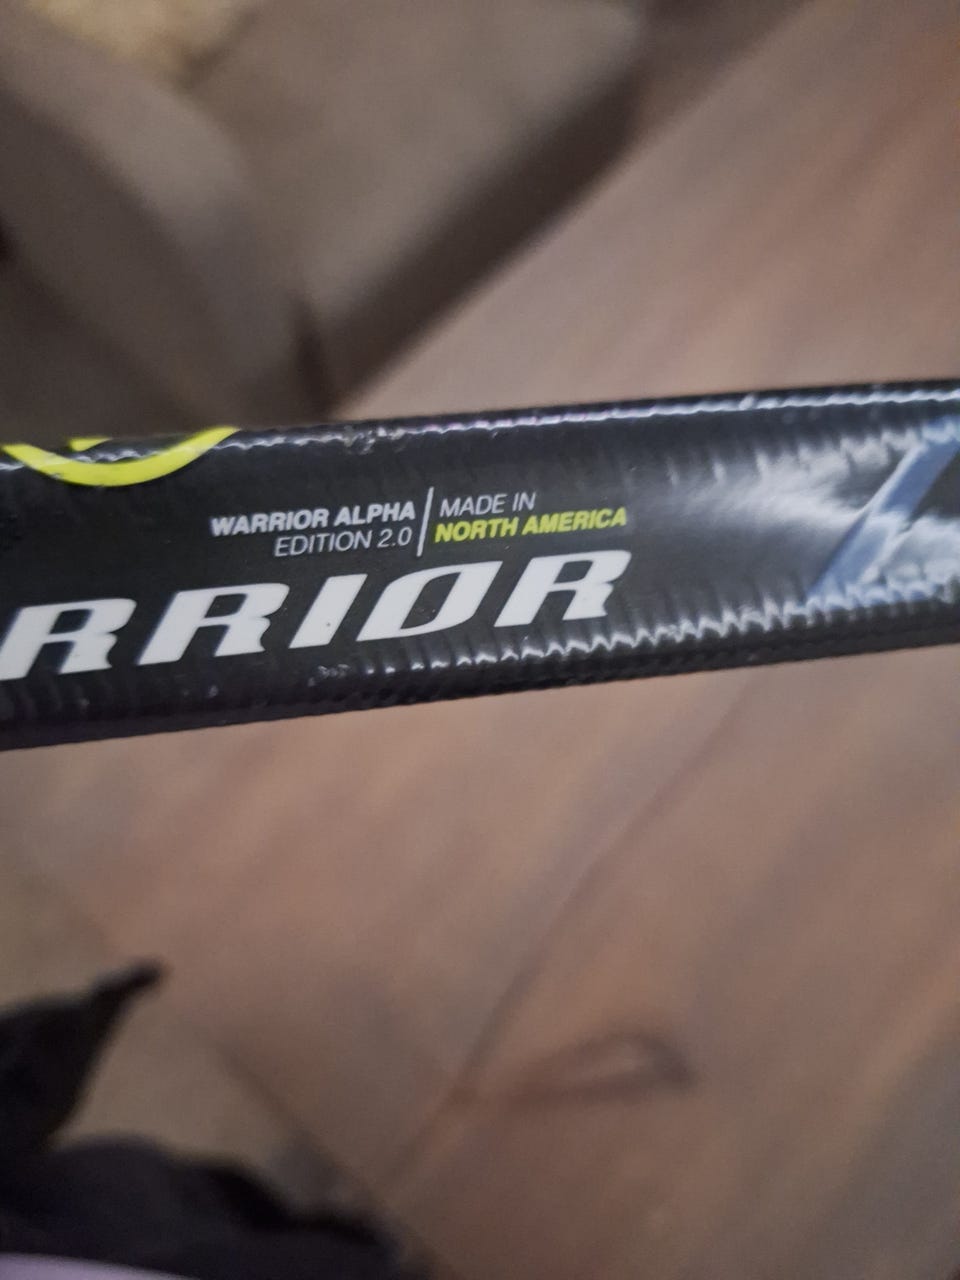 WARRIOR ALPHA
EDITION 2.0
MADE IN
NORTH AMERICA
RRIOR